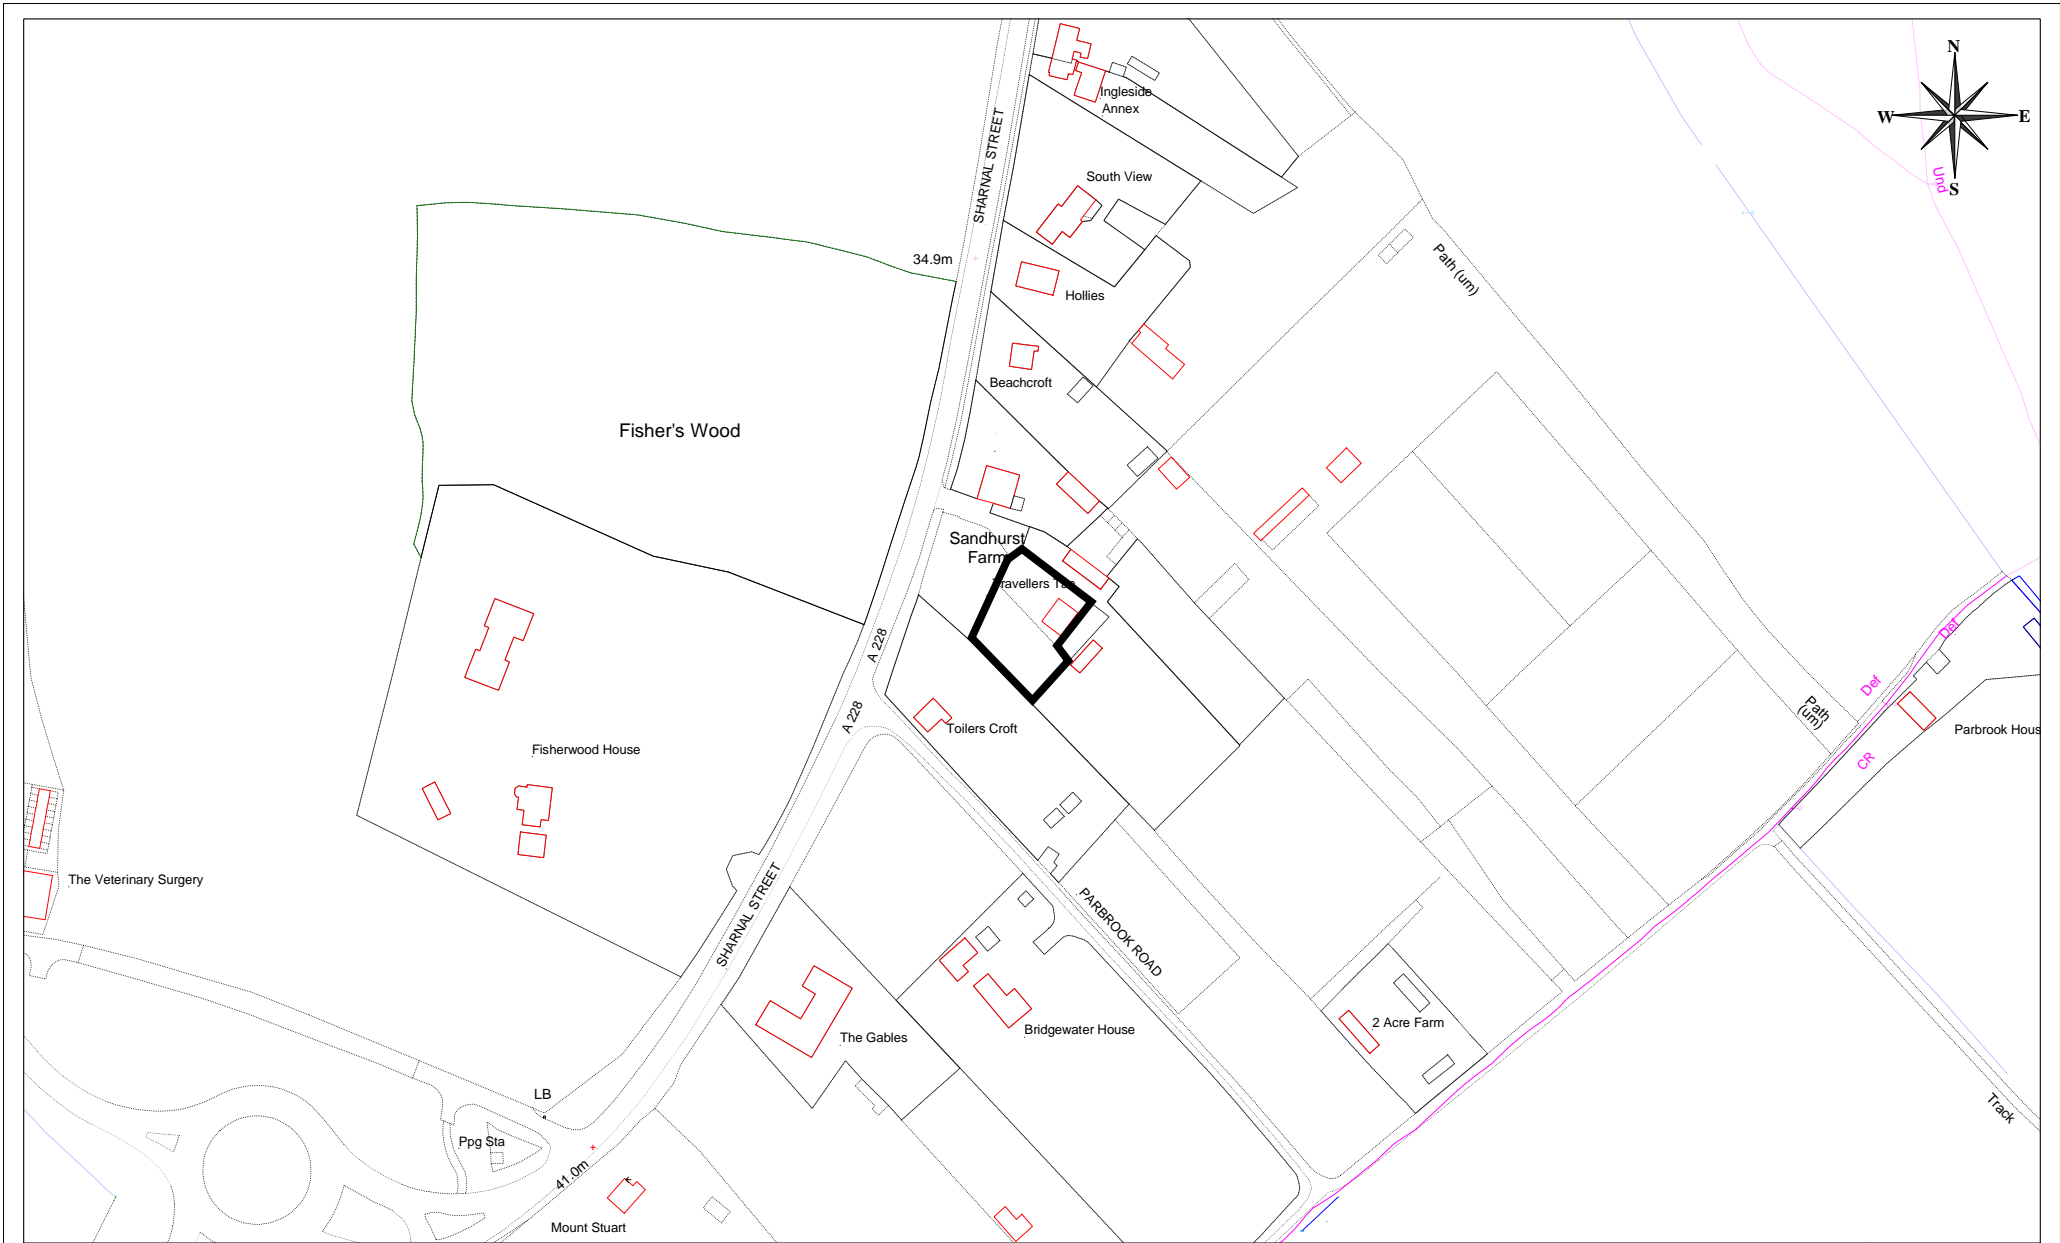 N
W
E
S
Und
Ingleside
Annex
SHARNAL STREET
South View
34.9m
Hollies
Path (um)
Beachcroft
Fisher's Wood
Sandhurst
Farm
Travellers
A 228
Def
Def
A 228
Toilers Croft
Path
(um)
Parbrook Hous
CR
Fisherwood House
The Veterinary Surgery
SHARNAL STREET
PARBROOK ROAD
2 Acre Farm
Bridgewater House
The Gables
LB
Track
Ppg Sta
41.0m
Mount Stuart